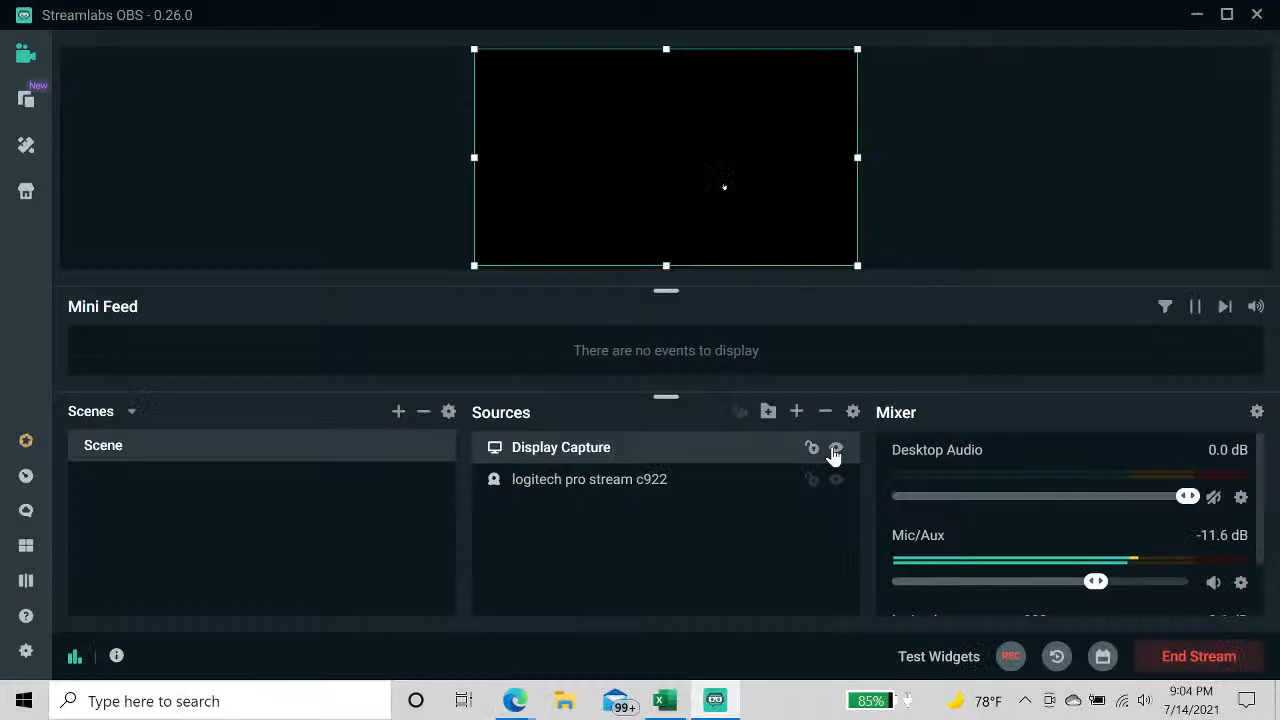 Streamlabs OBS - 0.26.0
New
Mini Feed
There are no events to display
Scenes
Scene
Sources
Display Capture
logitech pro stream c922
Mixer
Desktop Audio 0.0 dB
Mic/Aux -11.6 dB
Test Widgets REC End Stream
Type here to search
99+
85%
78°F
9:04 PM
7/14/2021